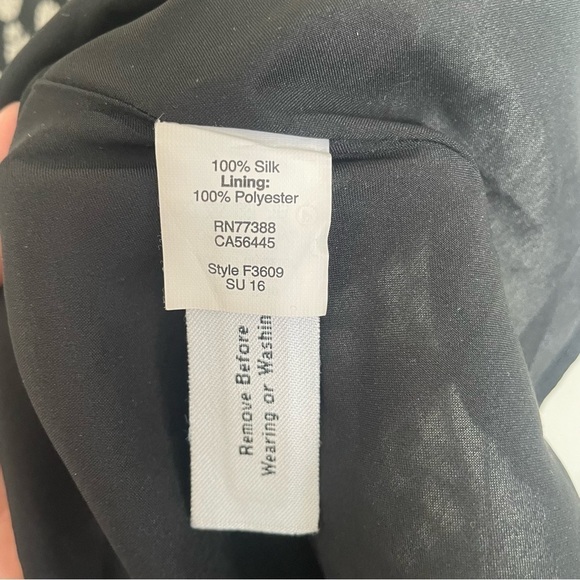 100% Silk
Lining:
100% Polyester
RN77388
CA56445
Style F3609
SU 16
Remove Before
Wearing or Washin